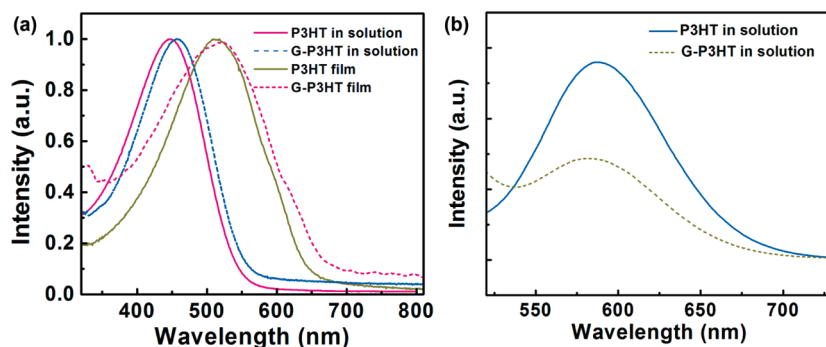 (a)
P3HT in solution
G-P3HT in solution
P3HT film
G-P3HT film
Intensity (a.u.)
1.0
0.8
0.6
0.4
0.2
0.0
400 500 600 700 800
Wavelength (nm)
(b)
P3HT in solution
G-P3HT in solution
Intensity (a.u.)
550 600 650 700
Wavelength (nm)